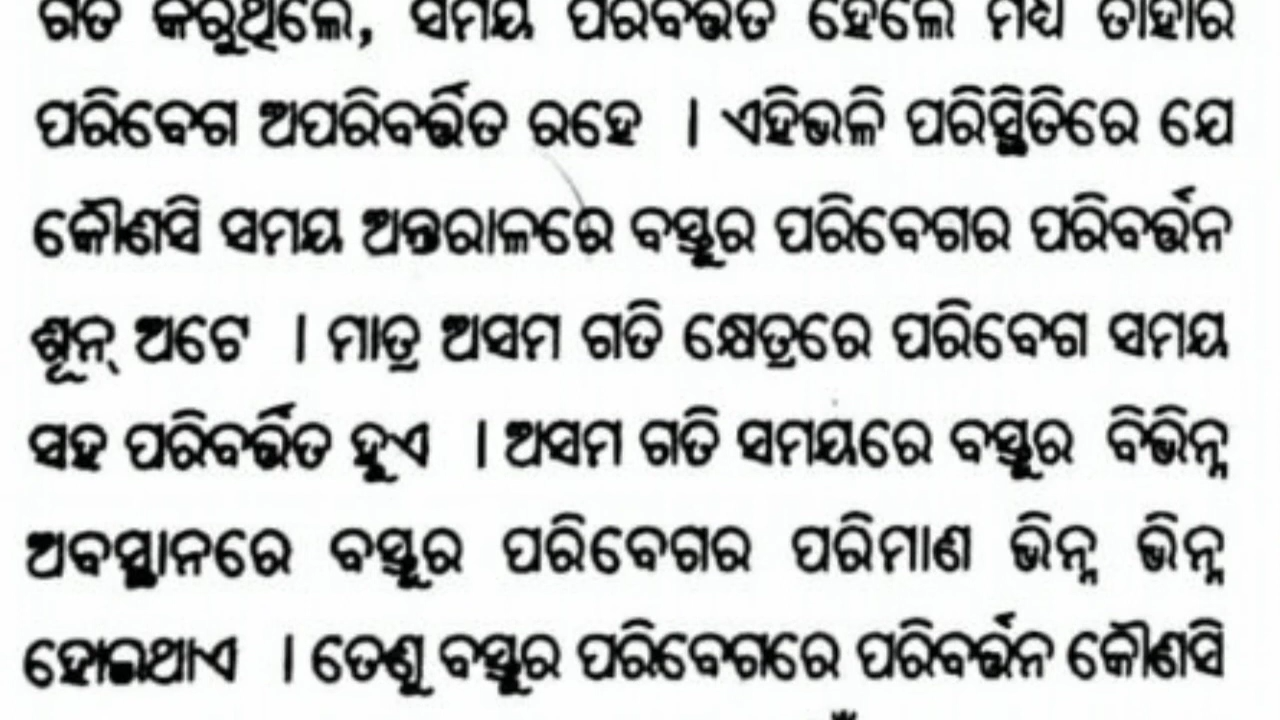 ଗତି କରୁଥିଲେ, ସମୟ ପରିବର୍ତ୍ତିତ ହେଲେ ମଧ୍ୟ ତାହାର
ପରିବେଗ ଅପରିବର୍ତ୍ତିତ ରହେ । ଏହିଭଳି ପରିସ୍ଥିତିରେ ଯେ
କୌଣସି ସମୟ ଅନ୍ତରାଳରେ ବସ୍ତୁର ପରିବେଗର ପରିବର୍ତ୍ତନ
ଶୂନ୍ ଅଟେ । ମାତ୍ର ଅସମ ଗତି କ୍ଷେତ୍ରରେ ପରିବେଗ ସମୟ
ସହ ପରିବର୍ତ୍ତିତ ହୁଏ । ଅସମ ଗତି ସମୟରେ ବସ୍ତୁର ବିଭିନ୍ନ
ଅବସ୍ଥାନରେ ବସ୍ତୁର ପରିବେଗର ପରିମାଣ ଭିନ୍ନ ଭିନ୍ନ
ହୋଇଥାଏ । ତେଣୁ ବସ୍ତୁର ପରିବେଗରେ ପରିବର୍ତ୍ତନ କୌଣସି